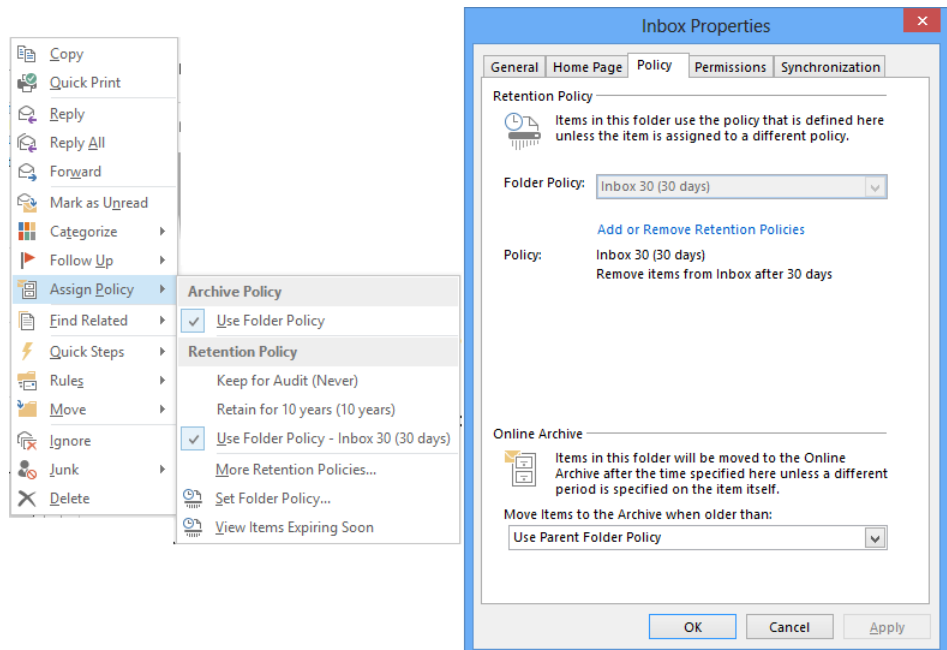 Copy
Quick Print
Reply
Reply All
Forward
Mark as Unread
Categorize
Follow Up
Assign Policy
Find Related
Quick Steps
Rules
Move
Ignore
Junk
Delete
Archive Policy
Use Folder Policy
Retention Policy
Keep for Audit (Never)
Retain for 10 years (10 years)
Use Folder Policy - Inbox 30 (30 days)
More Retention Policies...
Set Folder Policy...
View Items Expiring Soon
Inbox Properties
General Home Page Policy Permissions Synchronization
Retention Policy
Items in this folder use the policy that is defined here
unless the item is assigned to a different policy.
Folder Policy: Inbox 30 (30 days)
Add or Remove Retention Policies
Policy: Inbox 30 (30 days)
Remove items from Inbox after 30 days
Online Archive
Items in this folder will be moved to the Online
Archive after the time specified here unless a different
period is specified on the item itself.
Move Items to the Archive when older than:
Use Parent Folder Policy
OK Cancel Apply